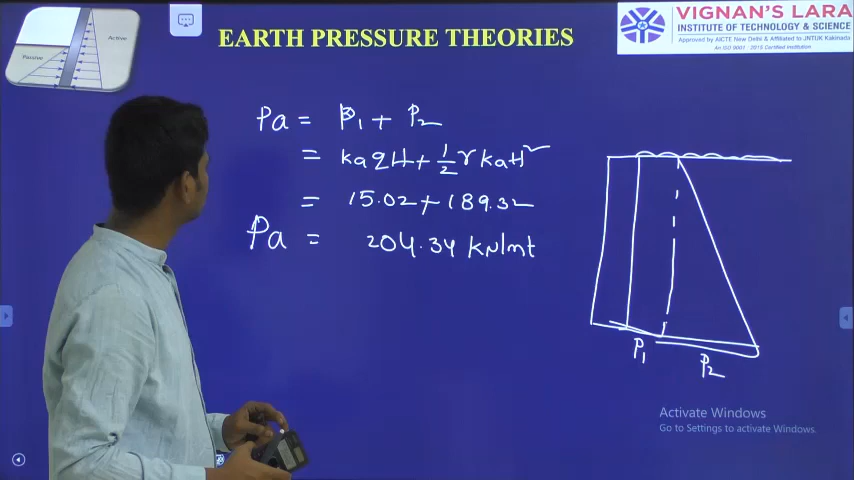 Active
Passive
EARTH PRESSURE THEORIES
VIGNAN'S LARA
INSTITUTE OF TECHNOLOGY & SCIENCE
Approved by AICTE New Delhi & Affiliated to JNTUK Kakinada
An ISO 9001 : 2015 Certified Institution
Pa = P1 + P2
= kaqH + 1/2 γ kaH²
= 15.02 + 189.32
Pa = 204.34 kN/mt
P1
P2
Activate Windows
Go to Settings to activate Windows.